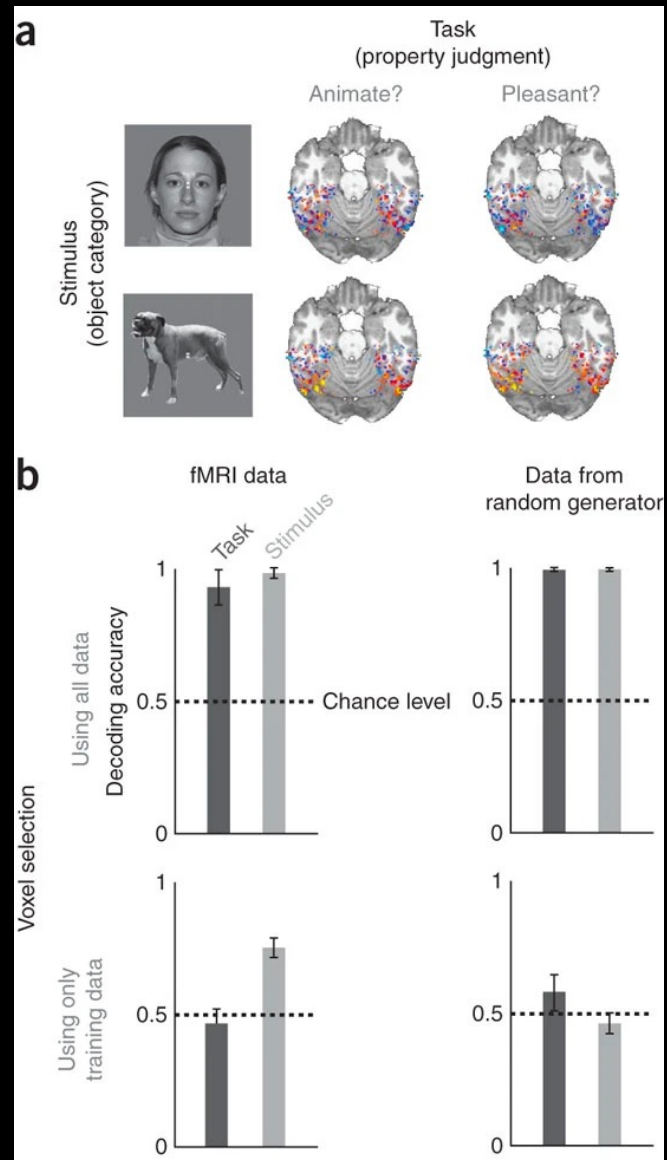 a
Task
(property judgment)
Animate?
Pleasant?
Stimulus
(object category)
b
fMRI data
Data from
random generator
Task
Stimulus
Voxel selection
Using all data
Decoding accuracy
1
0.5
0
Chance level
1
0.5
0
Using only
training data
1
0.5
0
1
0.5
0